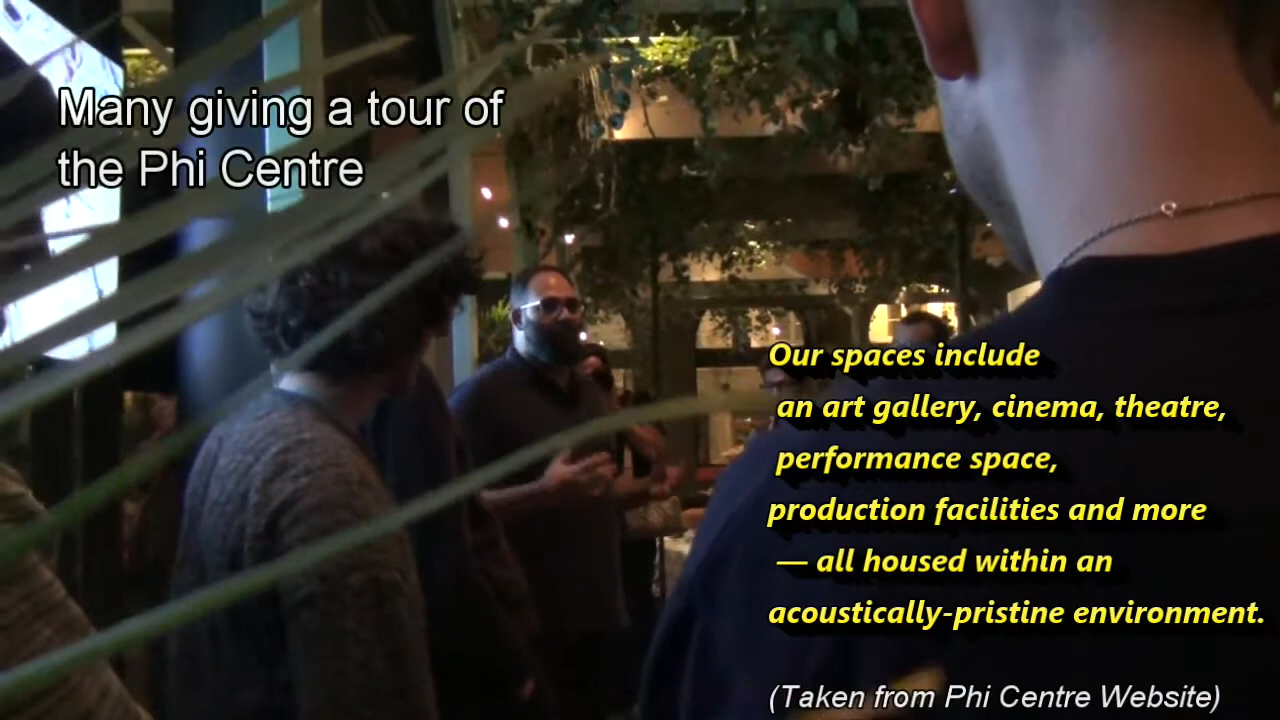 Many giving a tour of
the Phi Centre
Our spaces include
an art gallery, cinema, theatre,
performance space,
production facilities and more
— all housed within an
acoustically-pristine environment.
(Taken from Phi Centre Website)